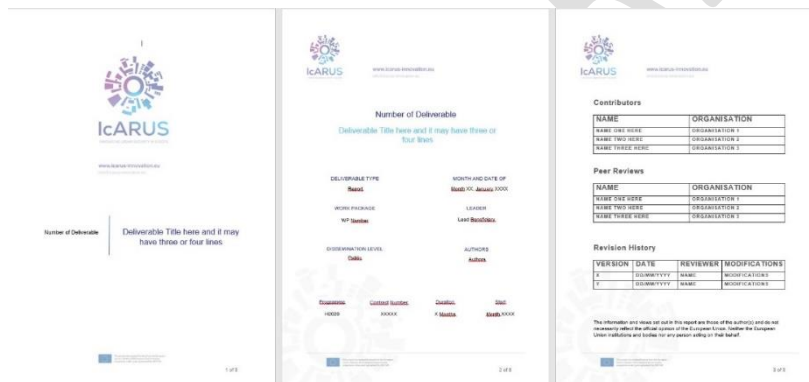 IcARUS
www.icarus-innovation.eu
Number of Deliverable
Deliverable Title here and it may
have three or four lines
1 of 5
IcARUS
www.icarus-innovation.eu
Number of Deliverable
Deliverable Title here and it may have three or
four lines
DELIVERABLE TYPE
MONTH AND DATE OF
Report
Month XX, January XXXX
WORK PACKAGE
LEADER
WP Number
Lead Beneficiary
DISSEMINATION LEVEL
AUTHORS
Public
Authors
Programme
Contract Number
Duration
Start
H2020
XXXXX
X Months
Month XXXX
2 of 5
IcARUS
www.icarus-innovation.eu
Contributors
NAME ORGANISATION
NAME ONE HERE ORGANISATION 1
NAME TWO HERE ORGANISATION 2
NAME THREE HERE ORGANISATION 3
Peer Reviews
NAME ORGANISATION
NAME ONE HERE ORGANISATION 1
NAME TWO HERE ORGANISATION 2
NAME THREE HERE ORGANISATION 3
Revision History
VERSION DATE REVIEWER MODIFICATIONS
X DD/MM/YYYY NAME MODIFICATIONS
Y DD/MM/YYYY NAME MODIFICATIONS
The information and views set out in this report are those of the author(s) and do not
necessarily reflect the official opinion of the European Union. Neither the European
Union institutions and bodies nor any person acting on their behalf.
3 of 5